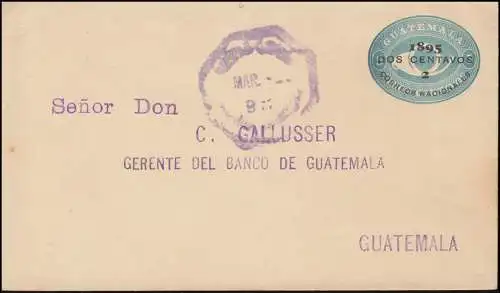 GUATEMALA
1895
DOS CENTAVOS
2
CORREOS NACIONALES
MAR
Señor Don
C. GALLUSSER
GERENTE DEL BANCO DE GUATEMALA
GUATEMALA